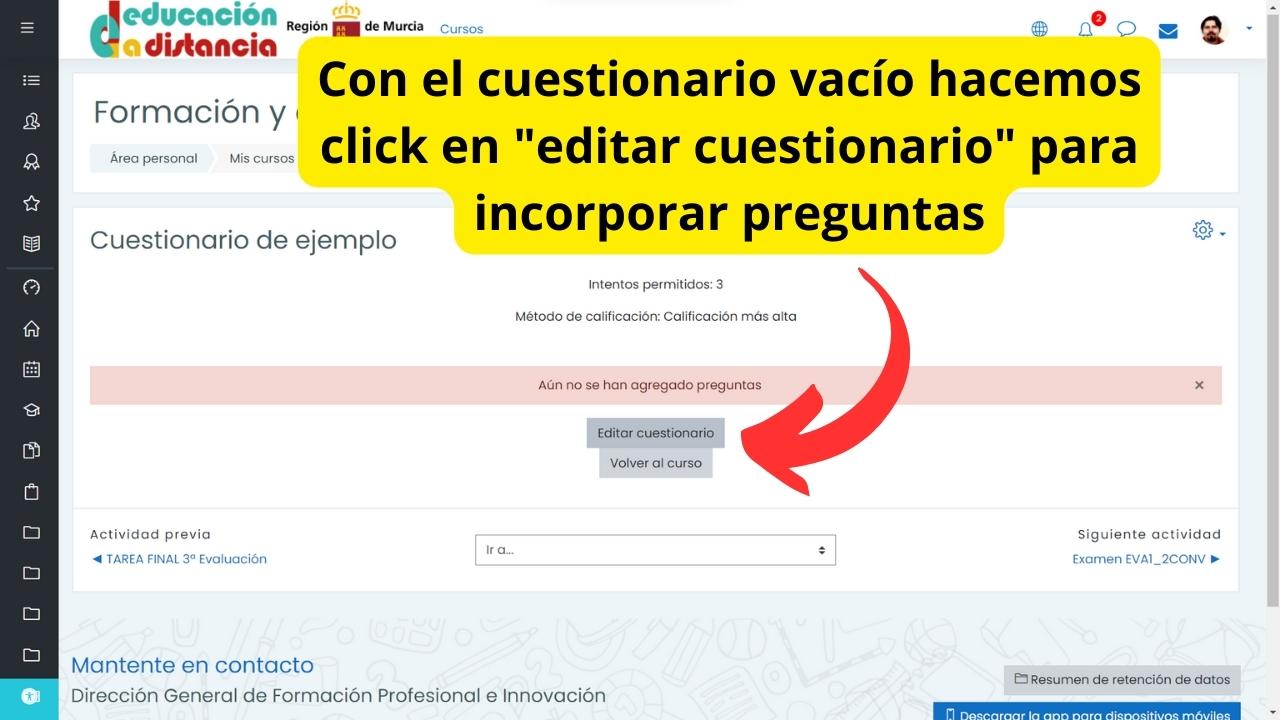 educación
a distancia
Región de Murcia
Cursos
2
Con el cuestionario vacío hacemos
click en "editar cuestionario" para
incorporar preguntas
Formación y
Área personal
Mis cursos
Cuestionario de ejemplo
Intentos permitidos: 3
Método de calificación: Calificación más alta
Aún no se han agregado preguntas
×
Editar cuestionario
Volver al curso
Actividad previa
◄ TAREA FINAL 3ª Evaluación
Ir a...
Siguiente actividad
Examen EVA1_2CONV ►
Mantente en contacto
Dirección General de Formación Profesional e Innovación
Resumen de retención de datos
Descargar la app para dispositivos móviles